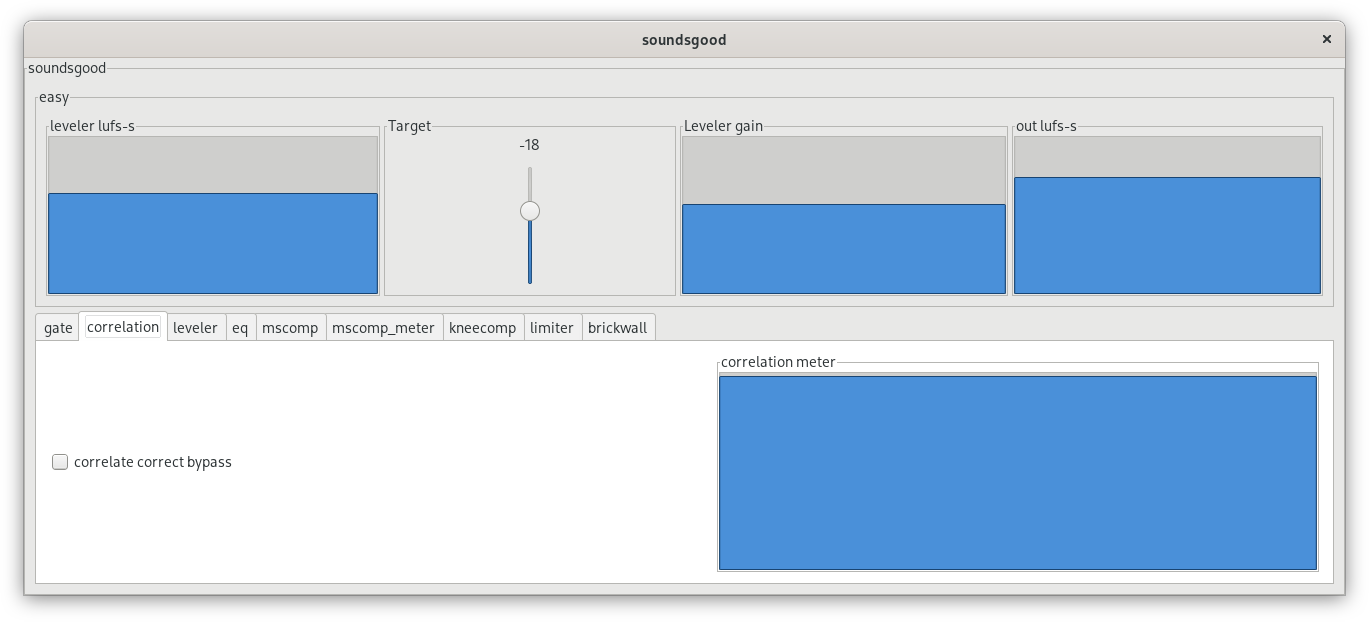 soundsgood
soundsgood
easy
leveler lufs-s
Target
Leveler gain
out lufs-s
-18
gate
correlation
leveler
eq
mscomp
mscomp_meter
kneecomp
limiter
brickwall
correlation meter
correlate correct bypass